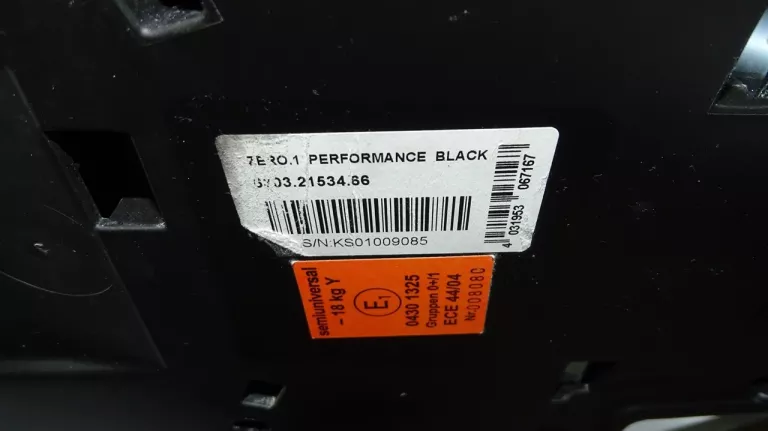 ZERO.1 PERFORMANCE BLACK
03.21534.66
S/N:KS01009085
4 031953 067167
semiuniversal
– 18 kg Y
E1
0430 1325
Gruppen 0+/1
ECE 44/04
Nr. 008080